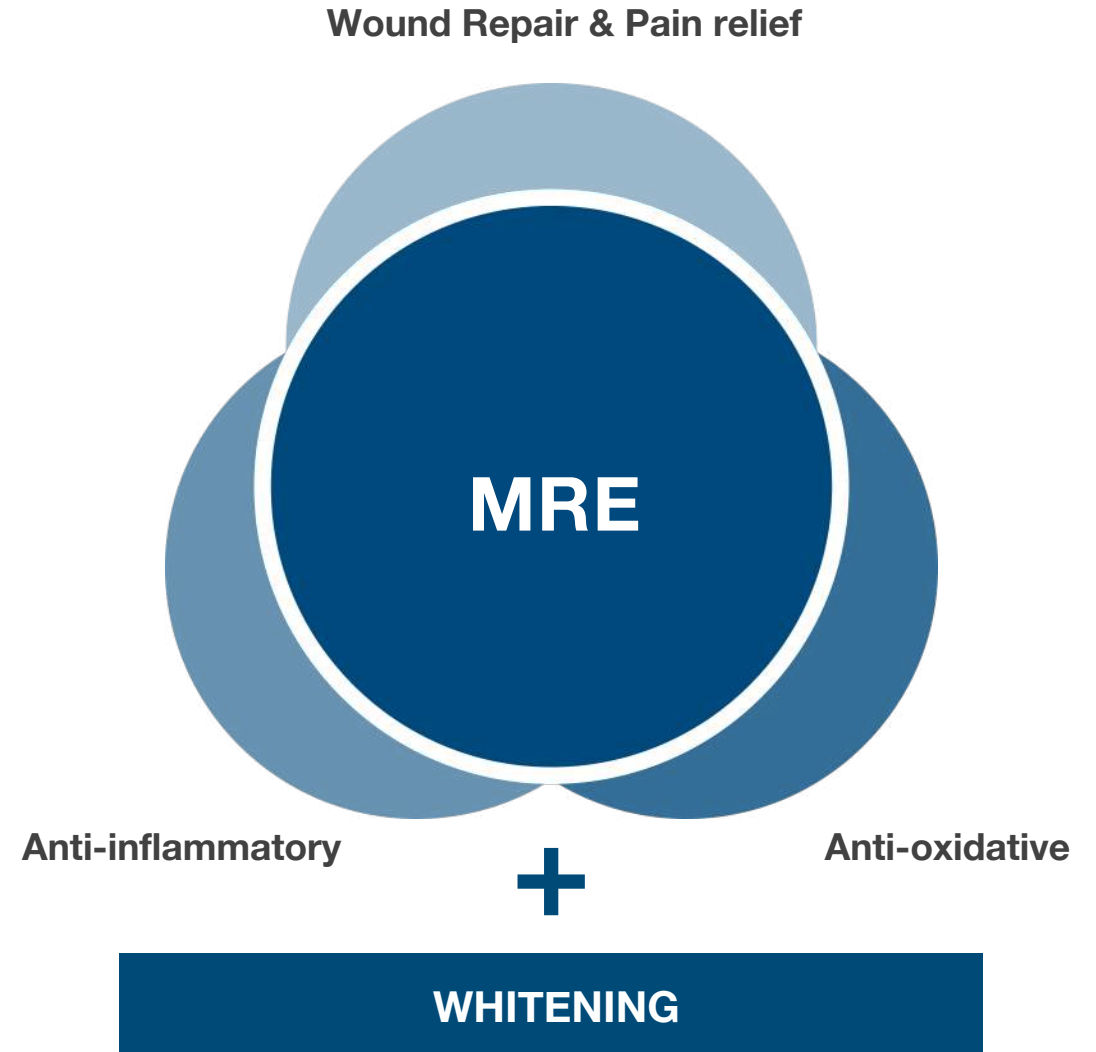 Wound Repair & Pain relief
MRE
Anti-inflammatory
Anti-oxidative
+
WHITENING